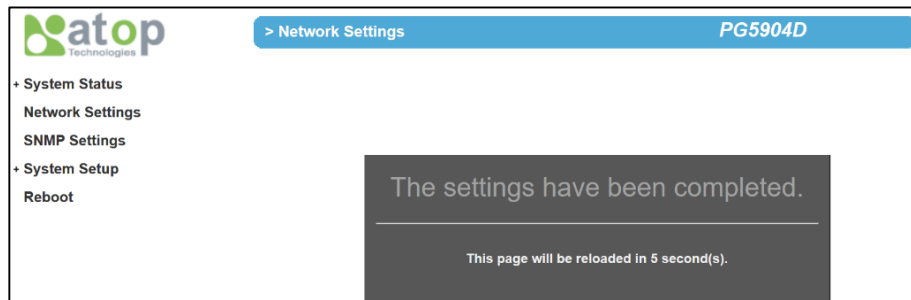 atop
Technologies
> Network Settings
PG5904D
+ System Status
Network Settings
SNMP Settings
+ System Setup
Reboot
The settings have been completed.
This page will be reloaded in 5 second(s).